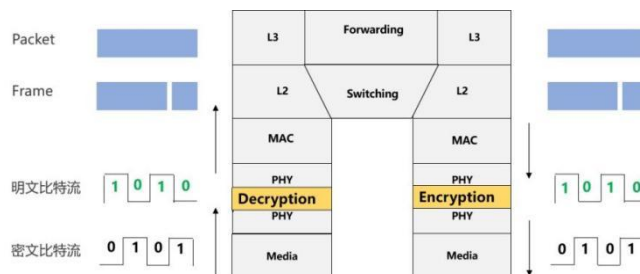 Packet L3 Forwarding L3
Frame L2 Switching L2
MAC MAC
明文比特流 1 0 1 0 PHY PHY 1 0 1 0
Decryption Encryption
PHY PHY
密文比特流 0 1 0 1 Media Media 0 1 0 1